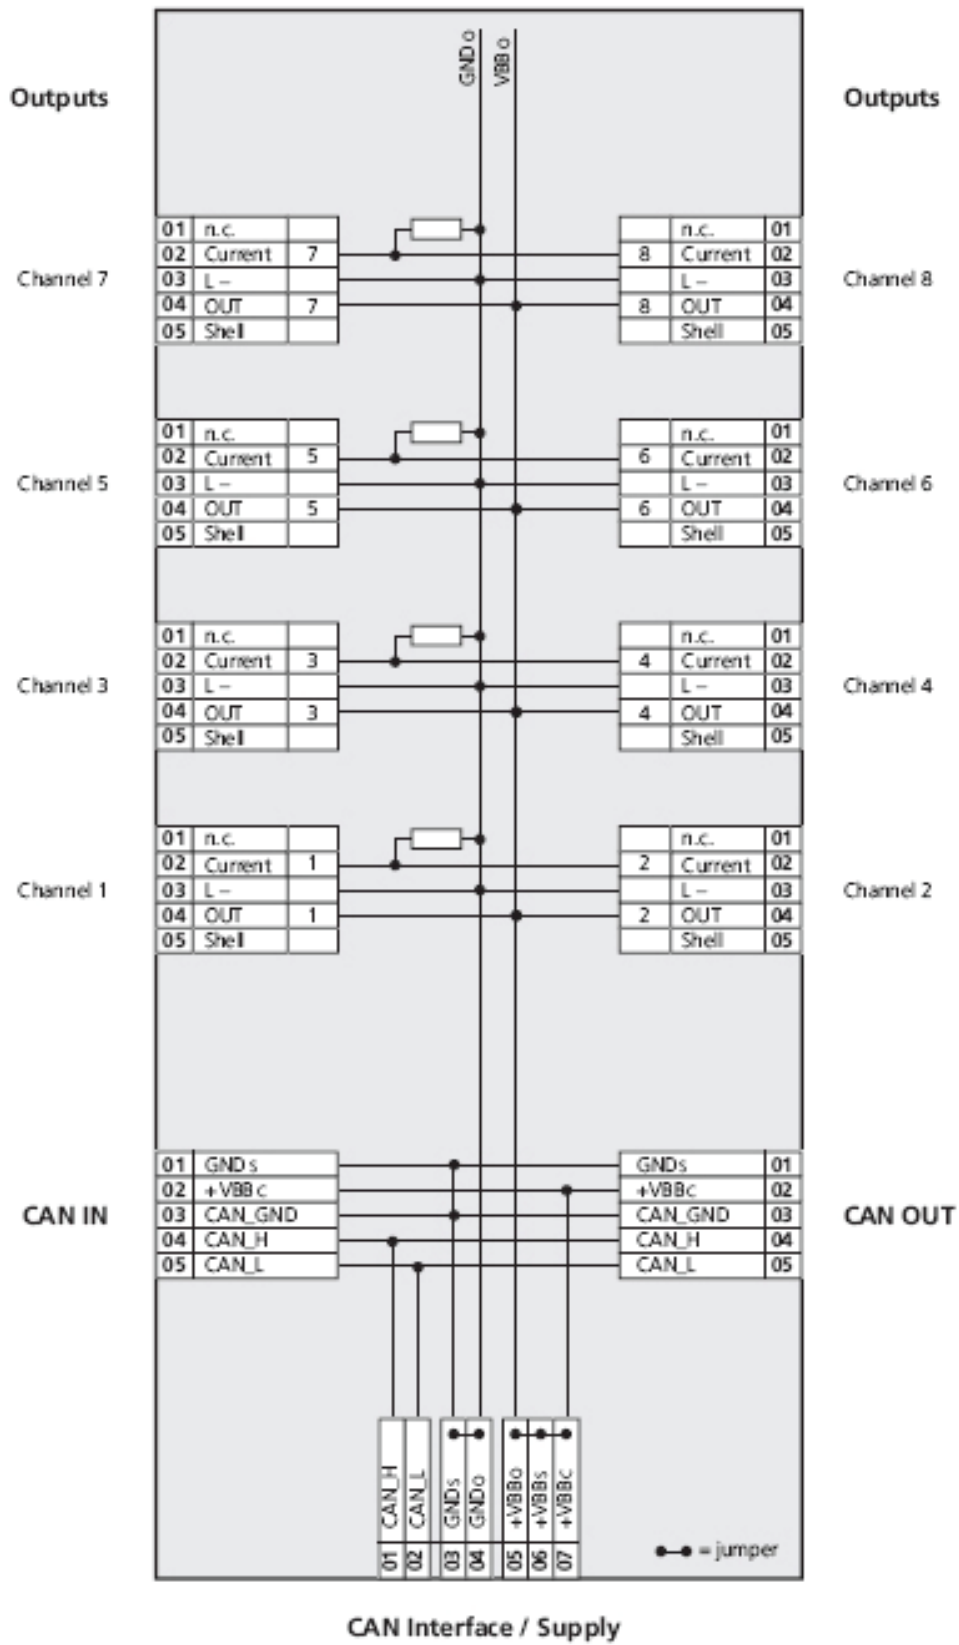 GNDo VBBo
Outputs Outputs
01 n.c. n.c. 01
02 Current 7 8 Current 02
Channel 7 03 L – L – 03 Channel 8
04 OUT 7 8 OUT 04
05 Shell Shell 05
01 n.c. n.c. 01
02 Current 5 6 Current 02
Channel 5 03 L – L – 03 Channel 6
04 OUT 5 6 OUT 04
05 Shell Shell 05
01 n.c. n.c. 01
02 Current 3 4 Current 02
Channel 3 03 L – L – 03 Channel 4
04 OUT 3 4 OUT 04
05 Shell Shell 05
01 n.c. n.c. 01
02 Current 1 2 Current 02
Channel 1 03 L – L – 03 Channel 2
04 OUT 1 2 OUT 04
05 Shell Shell 05
01 GNDs GNDs 01
02 +VBBc +VBBc 02
CAN IN 03 CAN_GND CAN_GND 03 CAN OUT
04 CAN_H CAN_H 04
05 CAN_L CAN_L 05
01 CAN_H
02 CAN_L
03 GNDs
04 GNDo
05 +VBBo
06 +VBBs
07 +VBBc
= jumper
CAN Interface / Supply